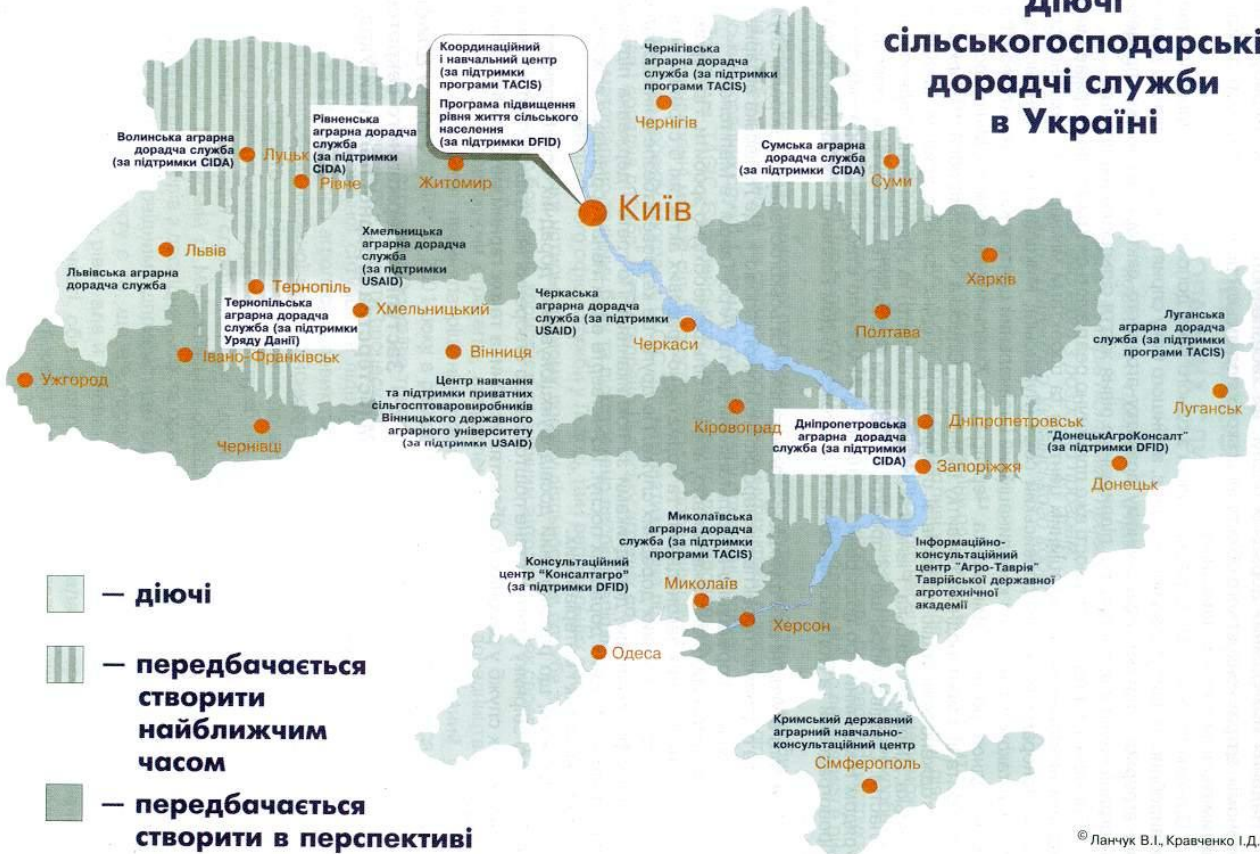 Діючі
сільськогосподарські
дорадчі служби
в Україні
Координаційний
і навчальний центр
(за підтримки
програми TACIS)
Програма підвищення
рівня життя сільського
населення
(за підтримки DFID)
Чернігівська
аграрна дорадча
служба (за підтримки
програми TACIS)
Чернігів
Волинська аграрна
дорадча служба
(за підтримки CIDA)
Луцьк
Рівненська
аграрна дорадча
служба
(за підтримки
CIDA)
Рівне
Житомир
Київ
Сумська аграрна
дорадча служба
(за підтримки CIDA)
Суми
Львів
Львівська аграрна
дорадча служба
Тернопіль
Тернопільська
аграрна дорадча
служба (за підтримки
Уряду Данії)
Хмельницька
аграрна дорадча
служба
(за підтримки
USAID)
Хмельницький
Черкаська
аграрна дорадча
служба (за підтримки
USAID)
Черкаси
Харків
Полтава
Луганська
аграрна дорадча
служба (за підтримки
програми TACIS)
Луганськ
Івано-Франківськ
Ужгород
Чернівці
Вінниця
Центр навчання
та підтримки приватних
сільгосптоваровиробників
Вінницького державного
аграрного університету
(за підтримки USAID)
Кіровоград
Дніпропетровська
аграрна дорадча
служба (за підтримки
CIDA)
Дніпропетровськ
Запоріжжя
"ДонецькАгроКонсалт"
(за підтримки DFID)
Донецьк
Миколаївська
аграрна дорадча
служба (за підтримки
програми TACIS)
Миколаїв
Консультаційний
центр "Консалтагро"
(за підтримки DFID)
Одеса
Херсон
Інформаційно-
консультаційний
центр "Агро-Таврія"
Таврійської державної
агротехнічної
академії
Кримський державний
аграрний навчально-
консультаційний центр
Сімферополь
— діючі
— передбачається
створити
найближчим
часом
— передбачається
створити в перспективі
© Ланчук В.І., Кравченко І.Д.